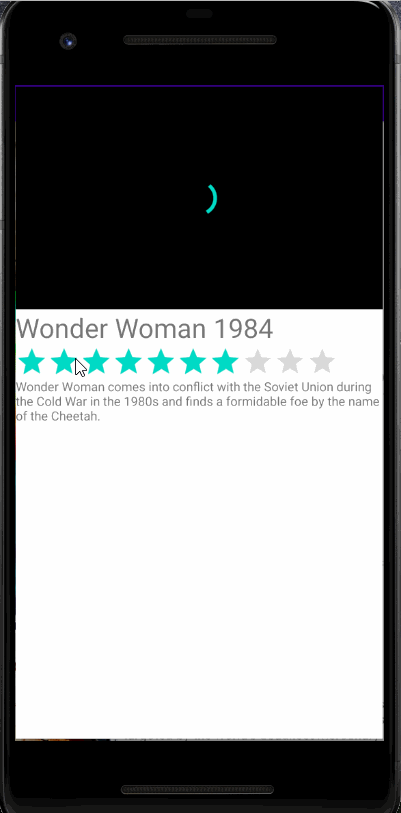 Wonder Woman 1984
Wonder Woman comes into conflict with the Soviet Union during
the Cold War in the 1980s and finds a formidable foe by the name
of the Cheetah.